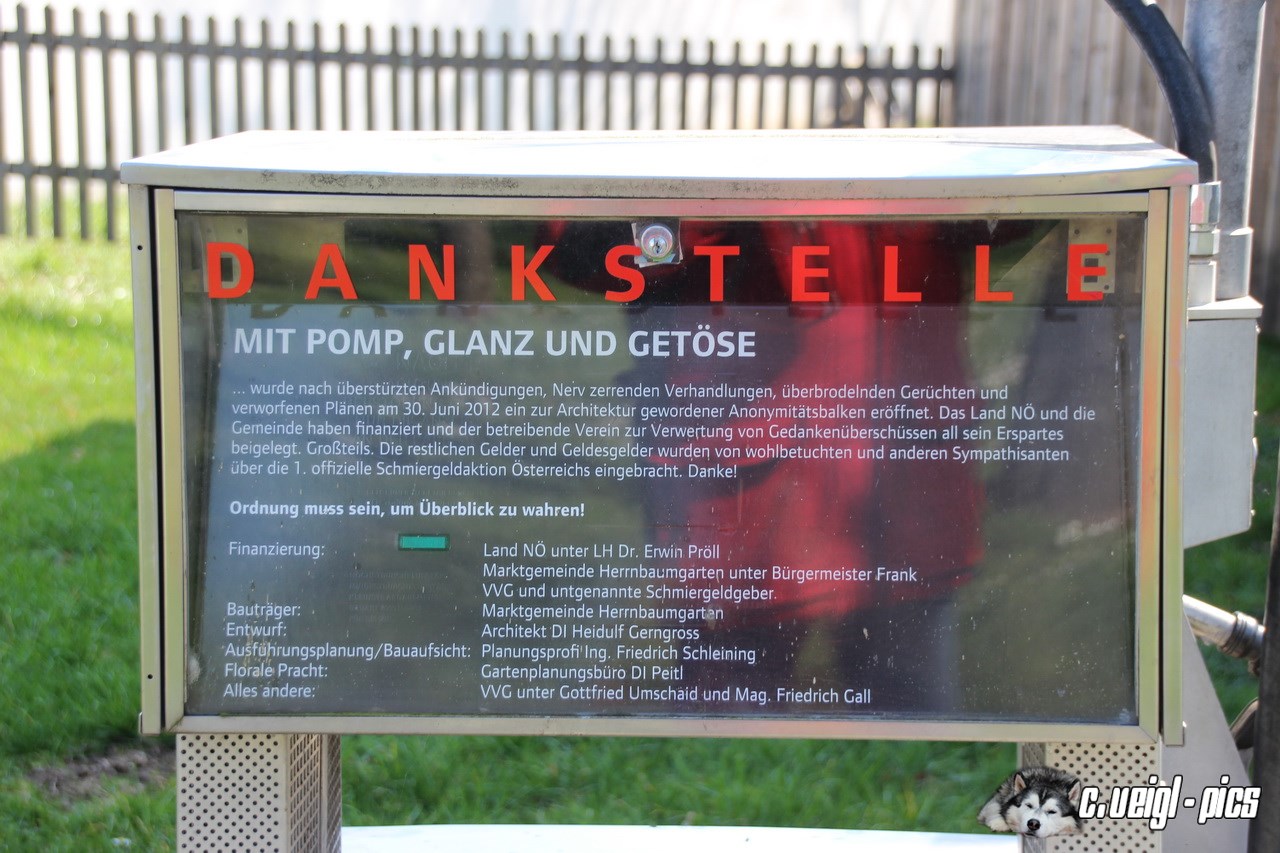 DANKSTELLE
MIT POMP, GLANZ UND GETÖSE
... wurde nach überstürzten Ankündigungen, Nerv zerrenden Verhandlungen, überbrodelnden Gerüchten und
verworfenen Plänen am 30. Juni 2012 ein zur Architektur gewordener Anonymitätsbalken eröffnet. Das Land NÖ und die
Gemeinde haben finanziert und der betreibende Verein zur Verwertung von Gedankenüberschüssen all sein Erspartes
beigelegt. Großteils. Die restlichen Gelder und Geldesgelder wurden von wohlbetuchten und anderen Sympathisanten
über die 1. offizielle Schmiergeldaktion Österreichs eingebracht. Danke!
Ordnung muss sein, um Überblick zu wahren!
Finanzierung: Land NÖ unter LH Dr. Erwin Pröll
Marktgemeinde Herrnbaumgarten unter Bürgermeister Frank
VVG und untgenannte Schmiergeldgeber.
Bauträger: Marktgemeinde Herrnbaumgarten
Entwurf: Architekt DI Heidulf Gerngross
Ausführungsplanung/Bauaufsicht: Planungsprofi Ing. Friedrich Schleining
Florale Pracht: Gartenplanungsbüro DI Peitl
Alles andere: VVG unter Gottfried Umschaid und Mag. Friedrich Gall
c.veigl - pics